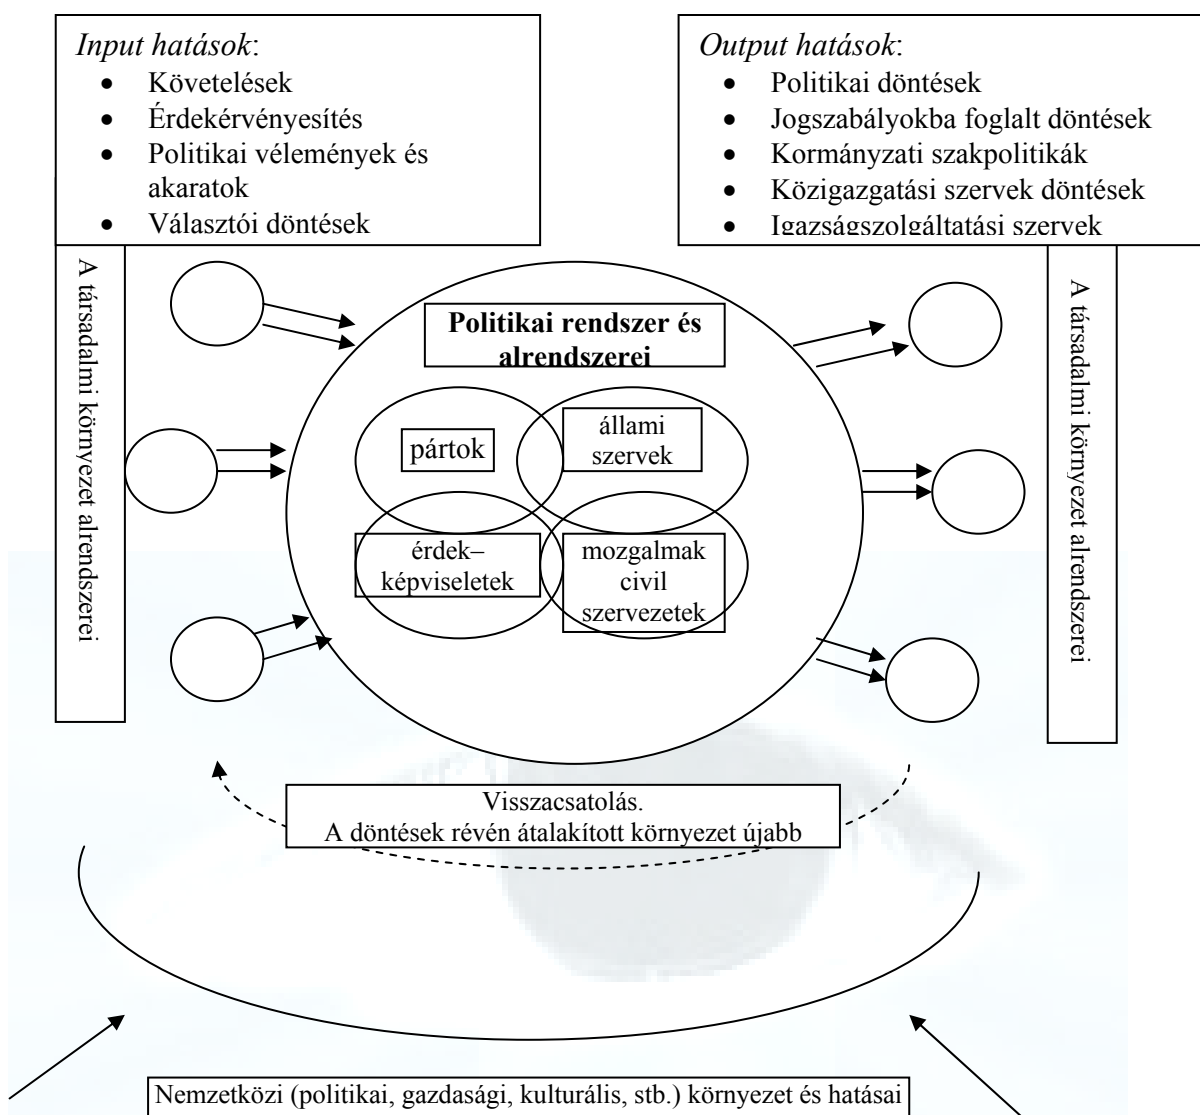 Input hatások:
• Követelések
• Érdekérvényesítés
• Politikai vélemények és
akaratok
• Választói döntések
Output hatások:
• Politikai döntések
• Jogszabályokba foglalt döntések
• Kormányzati szakpolitikák
• Közigazgatási szervek döntések
• Igazságszolgáltatási szervek
A társadalmi környezet alrendszerei
Politikai rendszer és
alrendszerei
pártok
állami
szervek
érdek–
képviseletek
mozgalmak
civil
szervezetek
A társadalmi környezet alrendszerei
Visszacsatolás.
A döntések révén átalakított környezet újabb
Nemzetközi (politikai, gazdasági, kulturális, stb.) környezet és hatásai